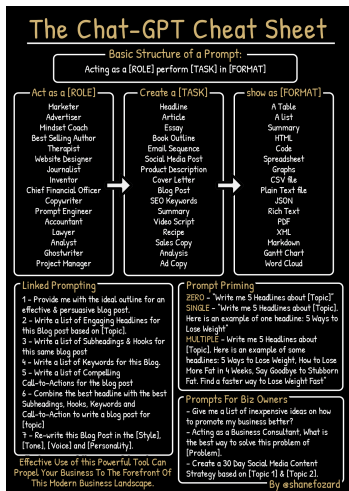 The Chat-GPT Cheat Sheet
Basic Structure of a Prompt:
Acting as a [ROLE] perform [TASK] in [FORMAT]
Act as a [ROLE]
Marketer
Advertiser
Mindset Coach
Best Selling Author
Therapist
Website Designer
Journalist
Inventor
Chief Financial Officer
Copywriter
Prompt Engineer
Accountant
Lawyer
Analyst
Ghostwriter
Project Manager
Create a [TASK]
Headline
Article
Essay
Book Outline
Email Sequence
Social Media Post
Product Description
Cover Letter
Blog Post
SEO Keywords
Summary
Video Script
Recipe
Sales Copy
Analysis
Ad Copy
show as [FORMAT]
A Table
A list
Summary
HTML
Code
Spreadsheet
Graphs
CSV file
Plain Text file
JSON
Rich Text
PDF
XML
Markdown
Gantt Chart
Word Cloud
Linked Prompting
1 - Provide me with the ideal outline for an
effective & persuasive blog post.
2 - Write a list of Engaging Headlines for
this Blog post based on [Topic].
3 - Write a list of Subheadings & Hooks for
this same blog post
4 - Write a list of Keywords for this Blog.
5 - Write a list of Compelling
Call-to-Actions for the blog post
6 - Combine the best headline with the best
Subheadings, Hooks, Keywords and
Call-to-Action to write a blog post for
[topic]
7 - Re-write this Blog Post in the [Style],
[Tone], [Voice] and [Personality].
Prompt Priming
ZERO - "Write me 5 Headlines about [Topic]"
SINGLE - "Write me 5 Headlines about [Topic].
Here is an example of one headline: 5 Ways to
Lose Weight"
MULTIPLE - Write me 5 Headlines about
[Topic]. Here is an example of some
headlines: 5 Ways to Lose Weight, How to Lose
More Fat in 4 Weeks, Say Goodbye to Stubborn
Fat. Find a faster way to Lose Weight Fast"
Prompts For Biz Owners
- Give me a list of inexpensive ideas on how
to promote my business better?
- Acting as a Business Consultant, What is
the best way to solve this problem of
[Problem].
- Create a 30 Day Social Media Content
Strategy based on [Topic 1] & [Topic 2].
Effective Use of this Powerful Tool Can
Propel Your Business To The Forefront Of
This Modern Business Landscape.
By @shanefozard